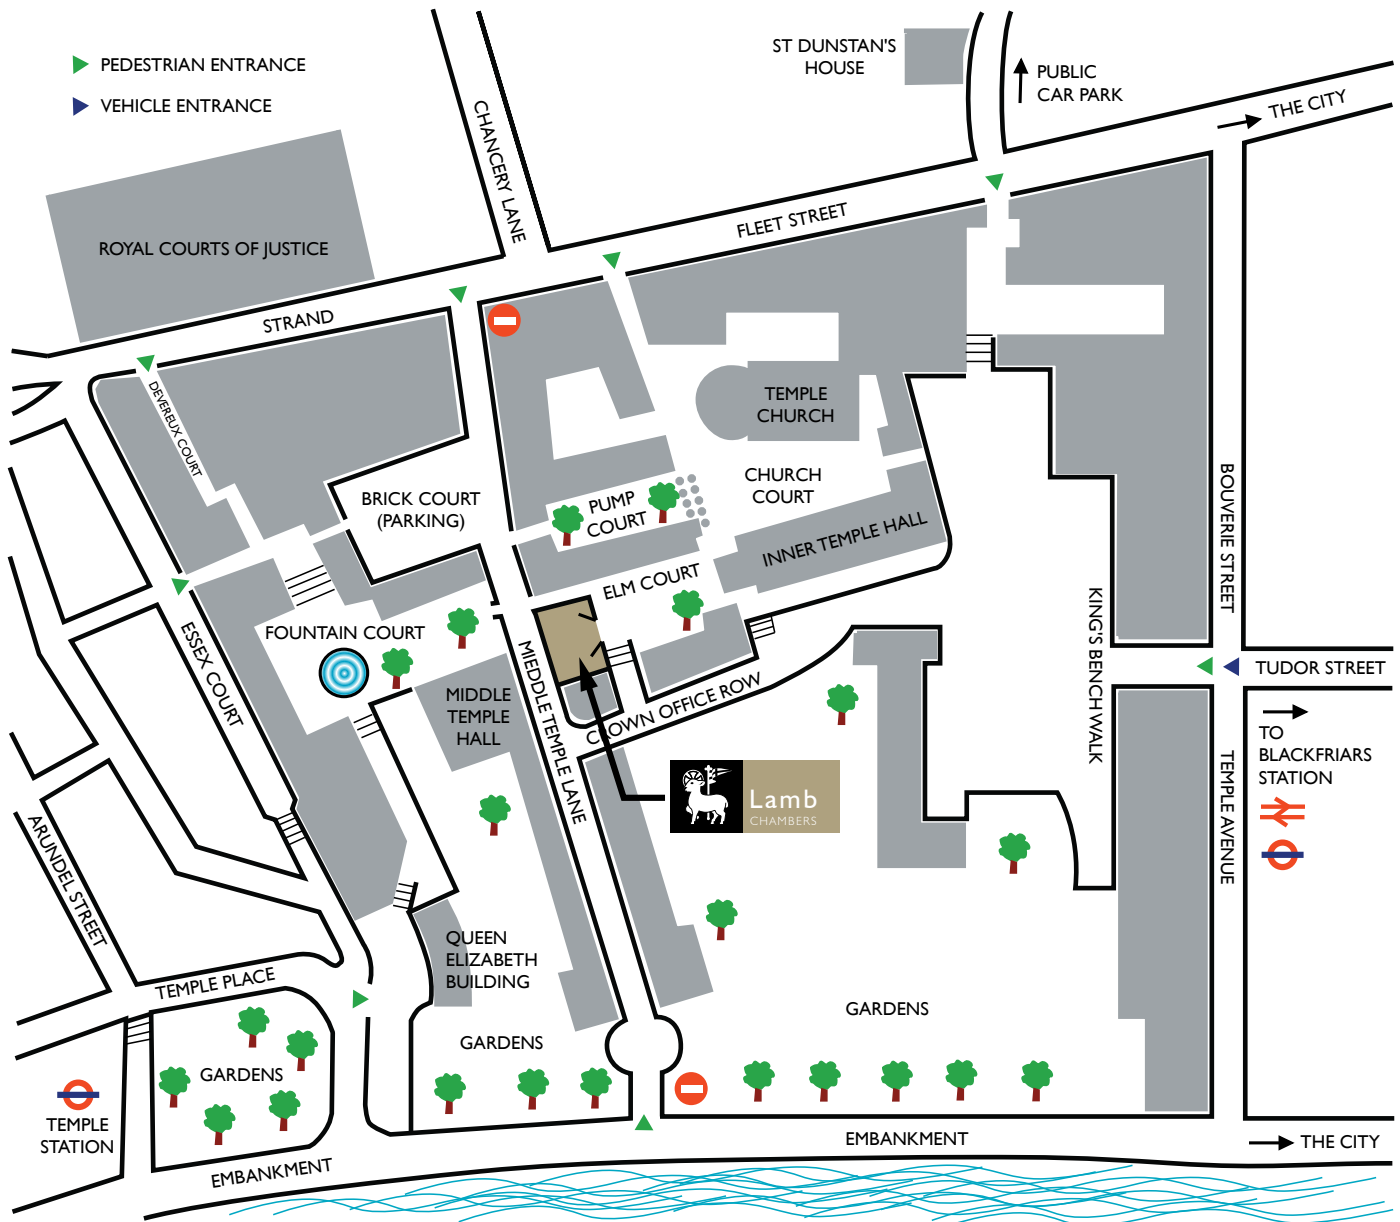 ST DUNSTAN'S
HOUSE
PEDESTRIAN ENTRANCE
PUBLIC
CAR PARK
VEHICLE ENTRANCE
THE CITY
CHANCERY LANE
FLEET STREET
ROYAL COURTS OF JUSTICE
STRAND
DEVEREUX COURT
TEMPLE
CHURCH
CHURCH
COURT
BRICK COURT
(PARKING)
PUMP
COURT
INNER TEMPLE HALL
BOUVERIE STREET
ELM COURT
KING'S BENCH WALK
FOUNTAIN COURT
ESSEX COURT
MIEDDLE TEMPLE LANE
TUDOR STREET
MIDDLE
TEMPLE
HALL
CROWN OFFICE ROW
TO
BLACKFRIARS
STATION
TEMPLE AVENUE
Lamb
CHAMBERS
ARUNDEL STREET
QUEEN
ELIZABETH
BUILDING
TEMPLE PLACE
GARDENS
GARDENS
GARDENS
TEMPLE
STATION
EMBANKMENT
THE CITY
EMBANKMENT